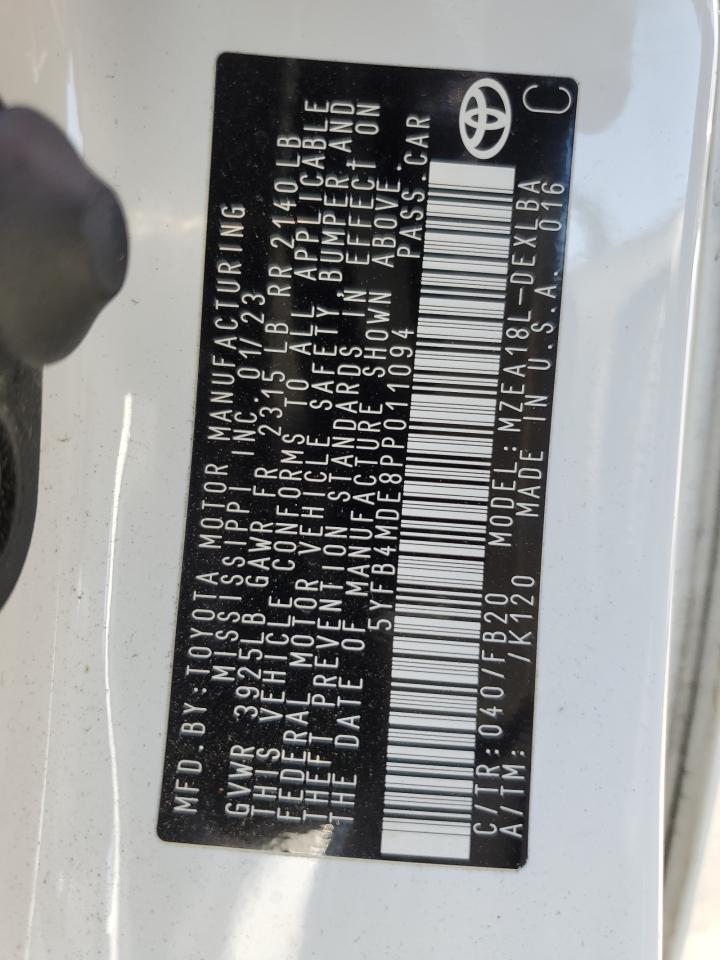 MFD.BY:TOYOTA MOTOR MANUFACTURING
MISSISSIPPI INC. 01/23
GVWR 3925LB GAWR FR 2315 LB RR 2140LB
THIS VEHICLE CONFORMS TO ALL APPLICABLE
FEDERAL MOTOR VEHICLE SAFETY, BUMPER AND
THEFT PREVENTION STANDARDS IN EFFECT ON
THE DATE OF MANUFACTURE SHOWN ABOVE.
5YFB4MDE8PP011094 PASS.CAR
C/TR:040/FB20 MODEL:MZEA18L-DEXLBA
A/TM: /K120 MADE IN U.S.A. 016
C